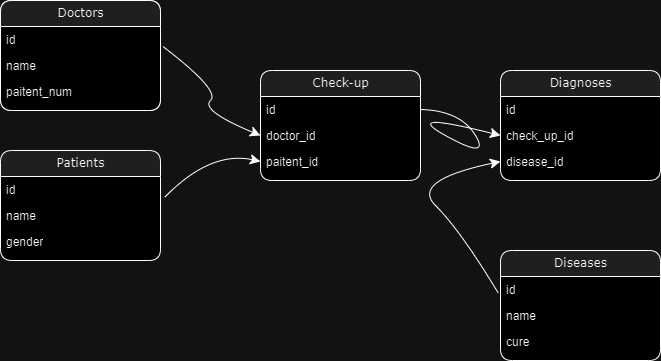 Doctors
id
name
paitent_num
Patients
id
name
gender
Check-up
id
doctor_id
paitent_id
Diagnoses
id
check_up_id
disease_id
Diseases
id
name
cure